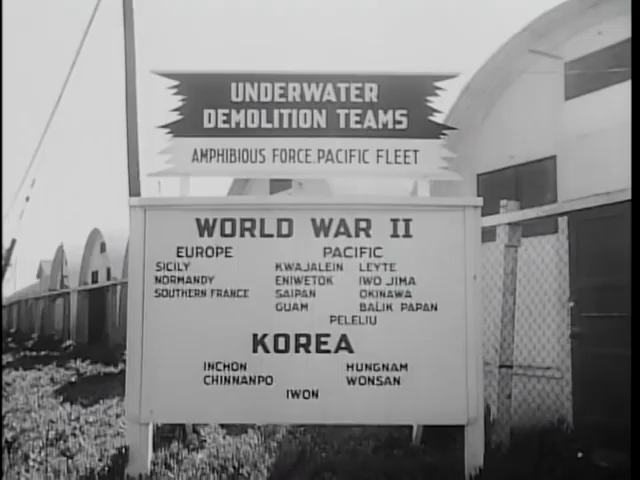 UNDERWATER
DEMOLITION TEAMS
AMPHIBIOUS FORCE.PACIFIC FLEET
WORLD WAR II
EUROPE PACIFIC
SICILY KWAJALEIN LEYTE
NORMANDY ENIWETOK IWO JIMA
SOUTHERN FRANCE SAIPAN OKINAWA
GUAM BALIK PAPAN
PELELIU
KOREA
INCHON HUNGNAM
CHINNANPO WONSAN
IWON